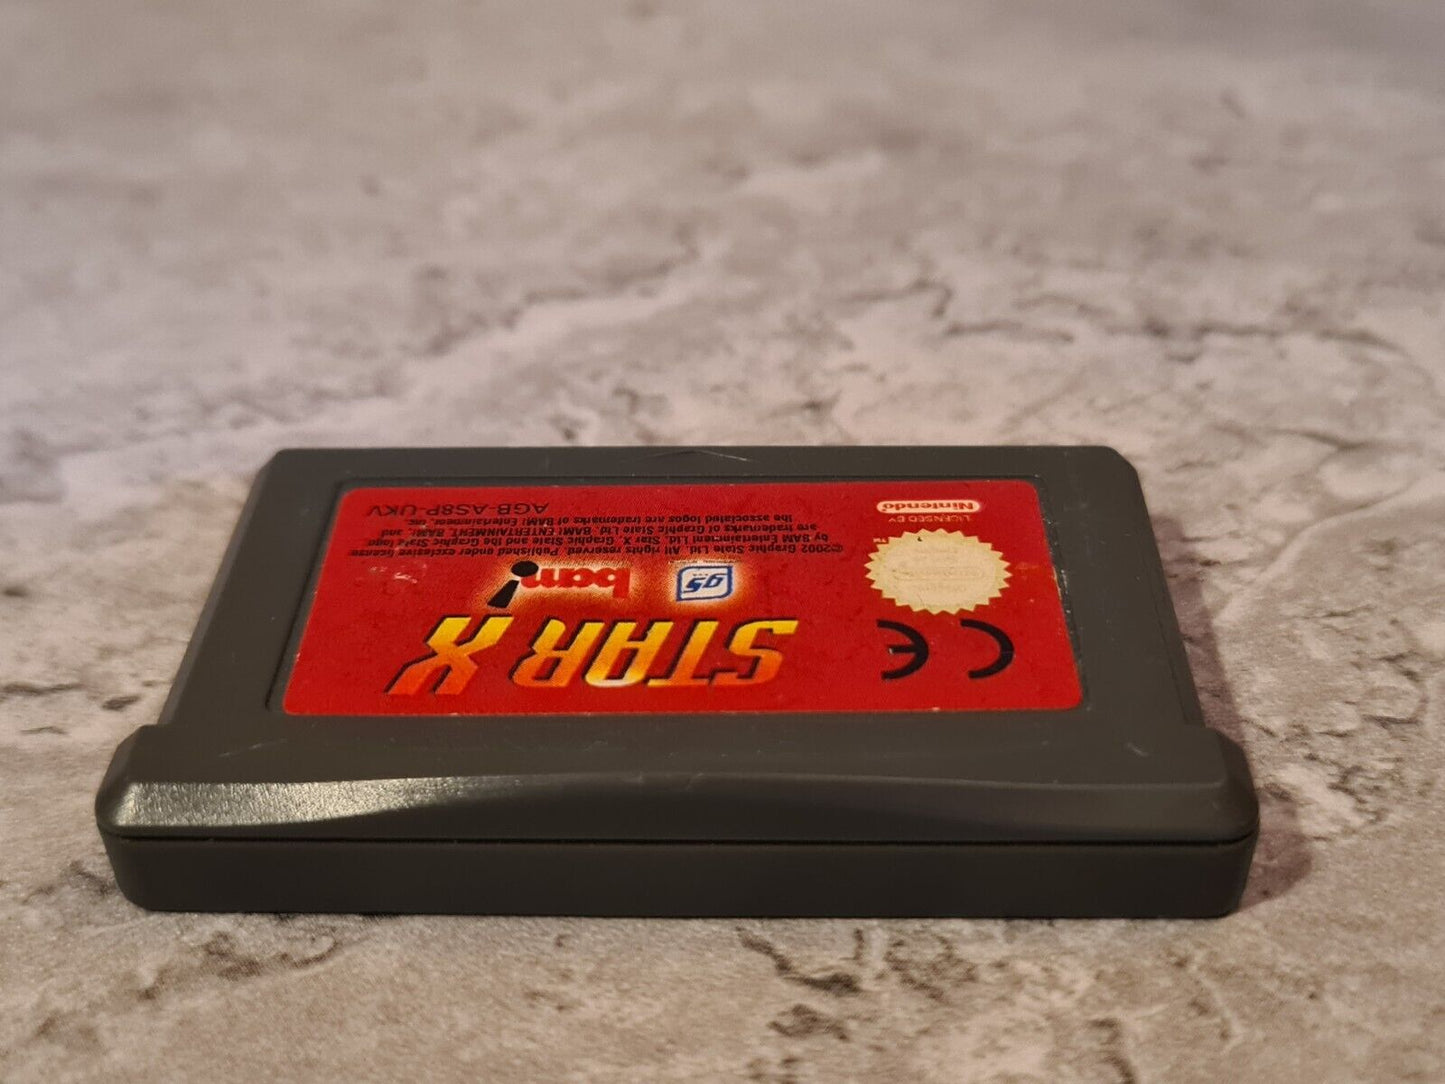 CE
STAR X
g5
bam!
LICENSED BY
Nintendo
©2002 Graphic State Ltd. All rights reserved. Published under exclusive license
by BAM Entertainment Ltd. Star X, Graphic State and the Graphic State logo
are trademarks of Graphic State Ltd. BAM! ENTERTAINMENT, BAM!, and
the associated logos are trademarks of BAM! Entertainment, Inc.
AGB-AS8P-UKV